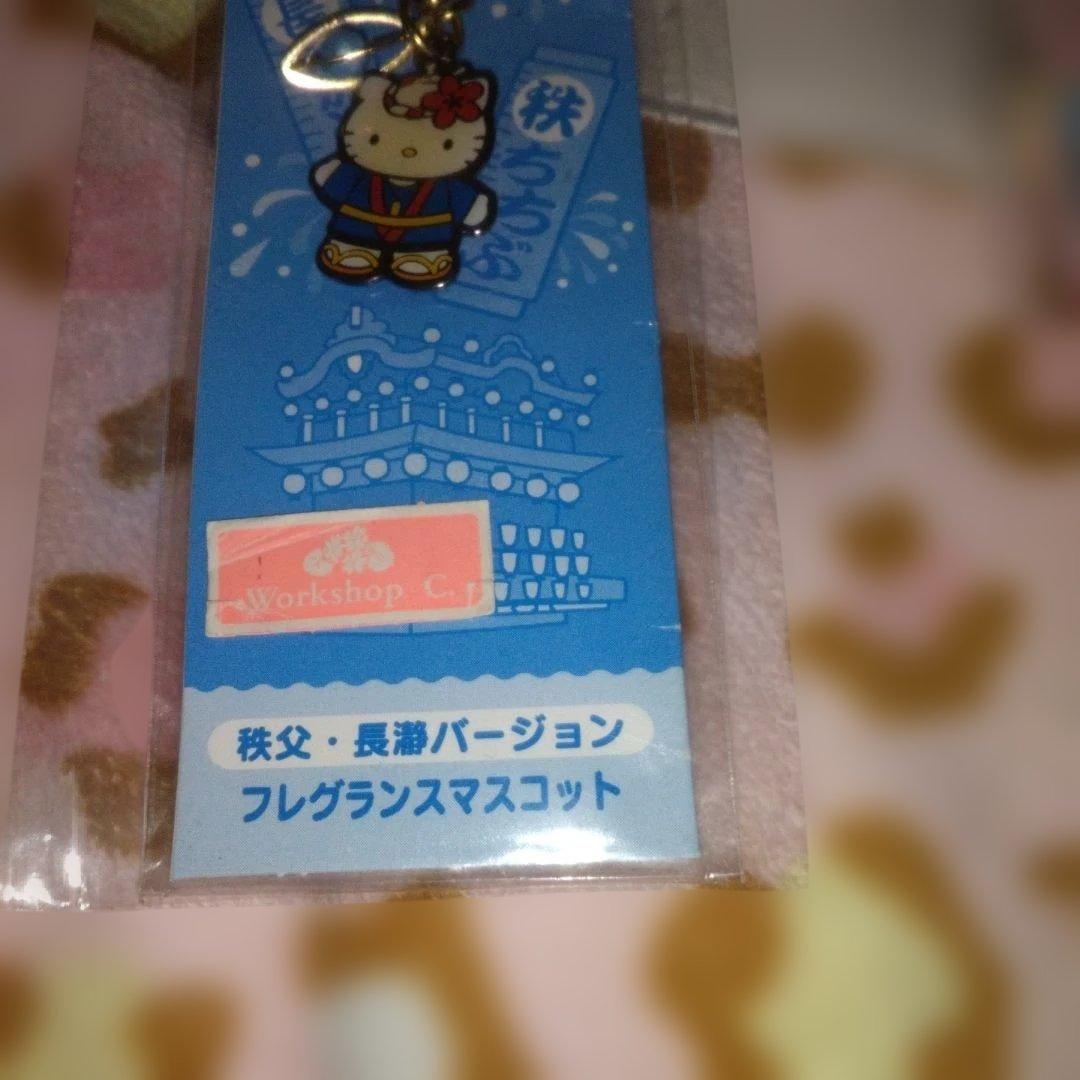 秩
ちちぶ
Workshop C.
秩父・長瀞バージョン
フレグランスマスコット